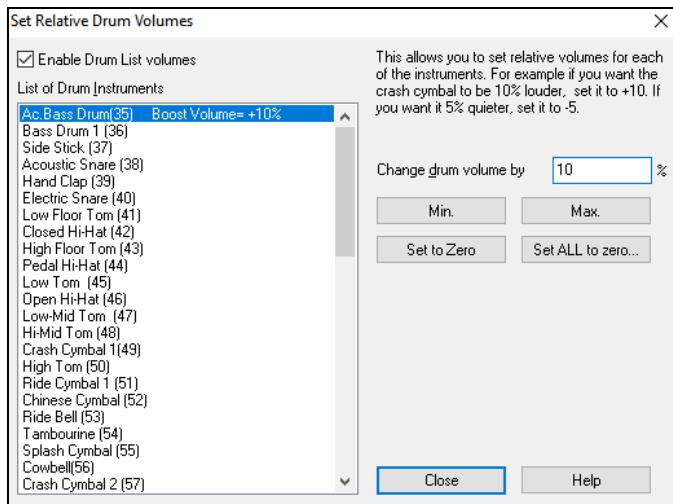 Set Relative Drum Volumes
Enable Drum List volumes
List of Drum Instruments
Ac.Bass Drum(35) Boost Volume= +10%
Bass Drum 1 (36)
Side Stick (37)
Acoustic Snare (38)
Hand Clap (39)
Electric Snare (40)
Low Floor Tom (41)
Closed Hi-Hat (42)
High Floor Tom (43)
Pedal Hi-Hat (44)
Low Tom (45)
Open Hi-Hat (46)
Low-Mid Tom (47)
Hi-Mid Tom (48)
Crash Cymbal 1(49)
High Tom (50)
Ride Cymbal 1 (51)
Chinese Cymbal (52)
Ride Bell (53)
Tambourine (54)
Splash Cymbal (55)
Cowbell(56)
Crash Cymbal 2 (57)
This allows you to set relative volumes for each
of the instruments. For example if you want the
crash cymbal to be 10% louder, set it to +10. If
you want it 5% quieter, set it to -5.
Change drum volume by 10 %
Min. Max.
Set to Zero Set ALL to zero...
Close Help